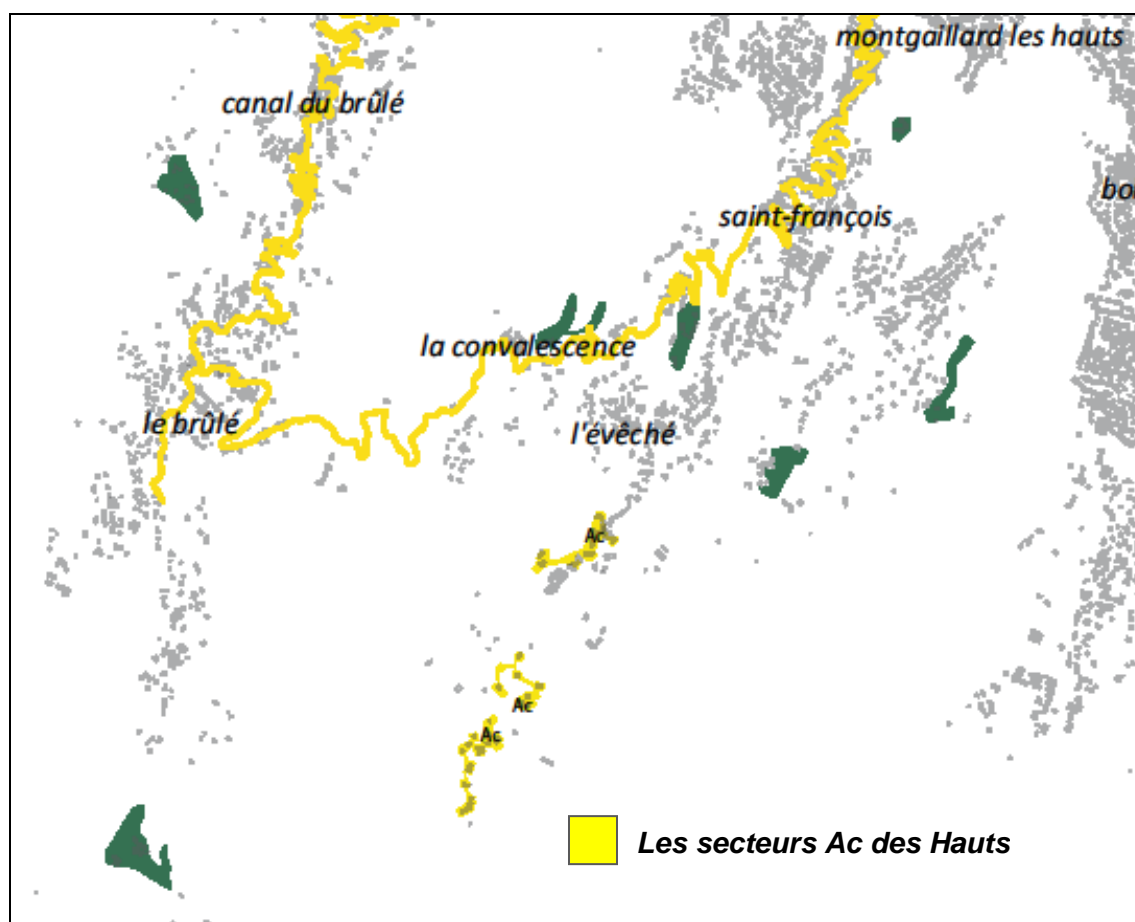 montgaillard les hauts
canal du brûlé
bou
saint-françois
la convalescence
le brûlé
l'évêché
Ac
Ac
Ac
Les secteurs Ac des Hauts